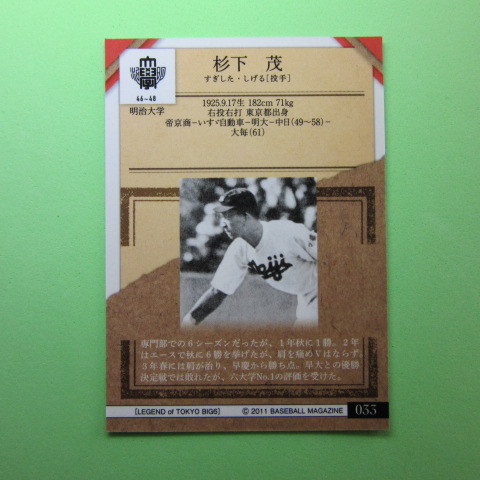 杉下 茂
すぎした・しげる[投手]
46-48
明治大学
1925.9.17生 182cm 71kg
右投右打 東京都出身
帝京商ーいすゞ自動車ー明大ー中日(49〜58)ー
大毎(61)
Meiji
専門部での6シーズンだったが、1年秋に1勝。2年
はエースで秋に6勝を挙げたが、肩を痛めVはならず。
3年春には肩が治り、早慶から勝ち点。早大との優勝
決定戦では敗れたが、六大学No.1の評価を受けた。
[LEGEND of TOKYO BIG6]
© 2011 BASEBALL MAGAZINE
033